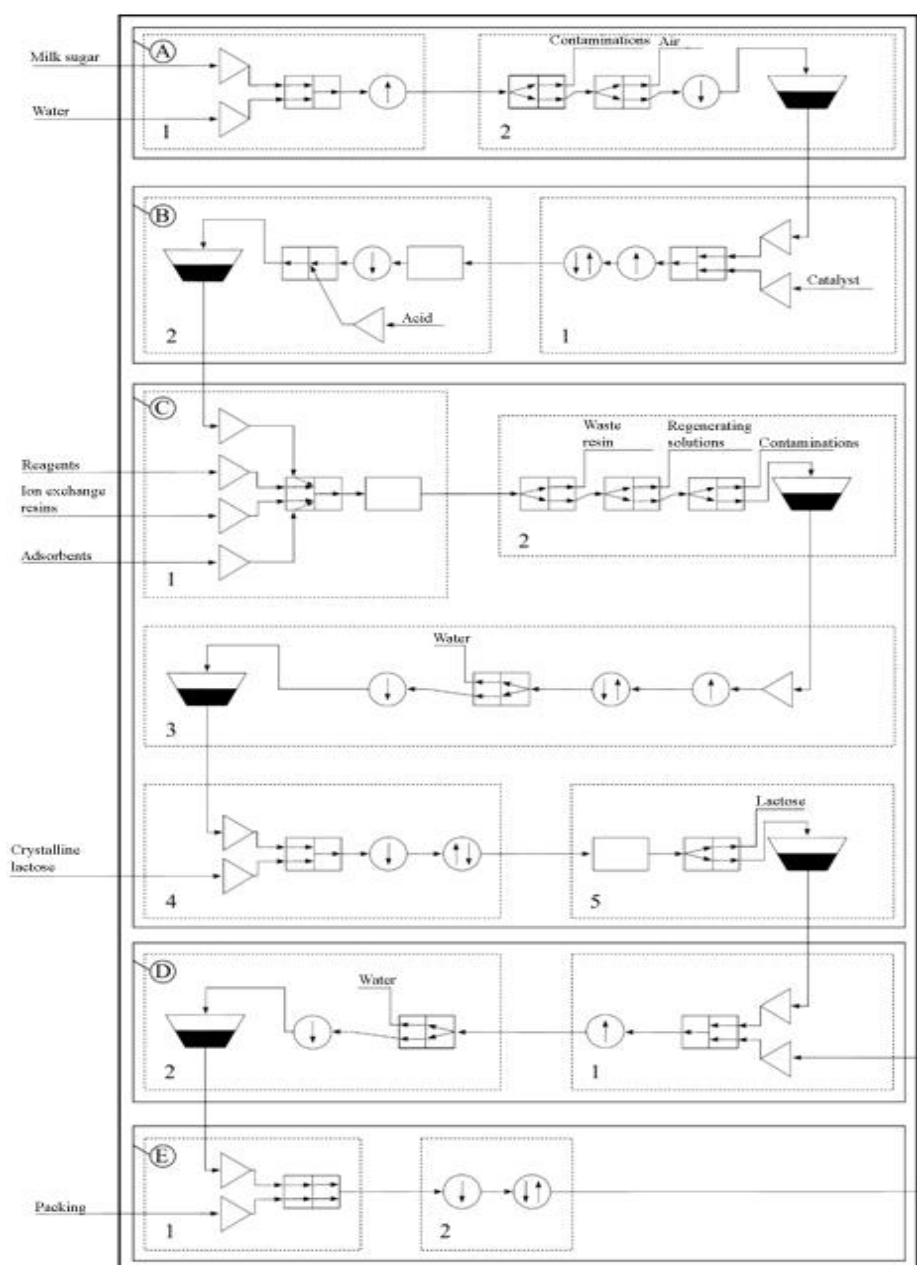 A
Milk sugar
Water
1
Contaminations
Air
2
B
2
Acid
Catalyst
1
C
Reagents
Ion exchange
resins
Adsorbents
1
Waste
resin
Regenerating
solutions
Contaminations
2
Water
3
Crystalline
lactose
4
Lactose
5
D
Water
2
1
E
Packing
1
2